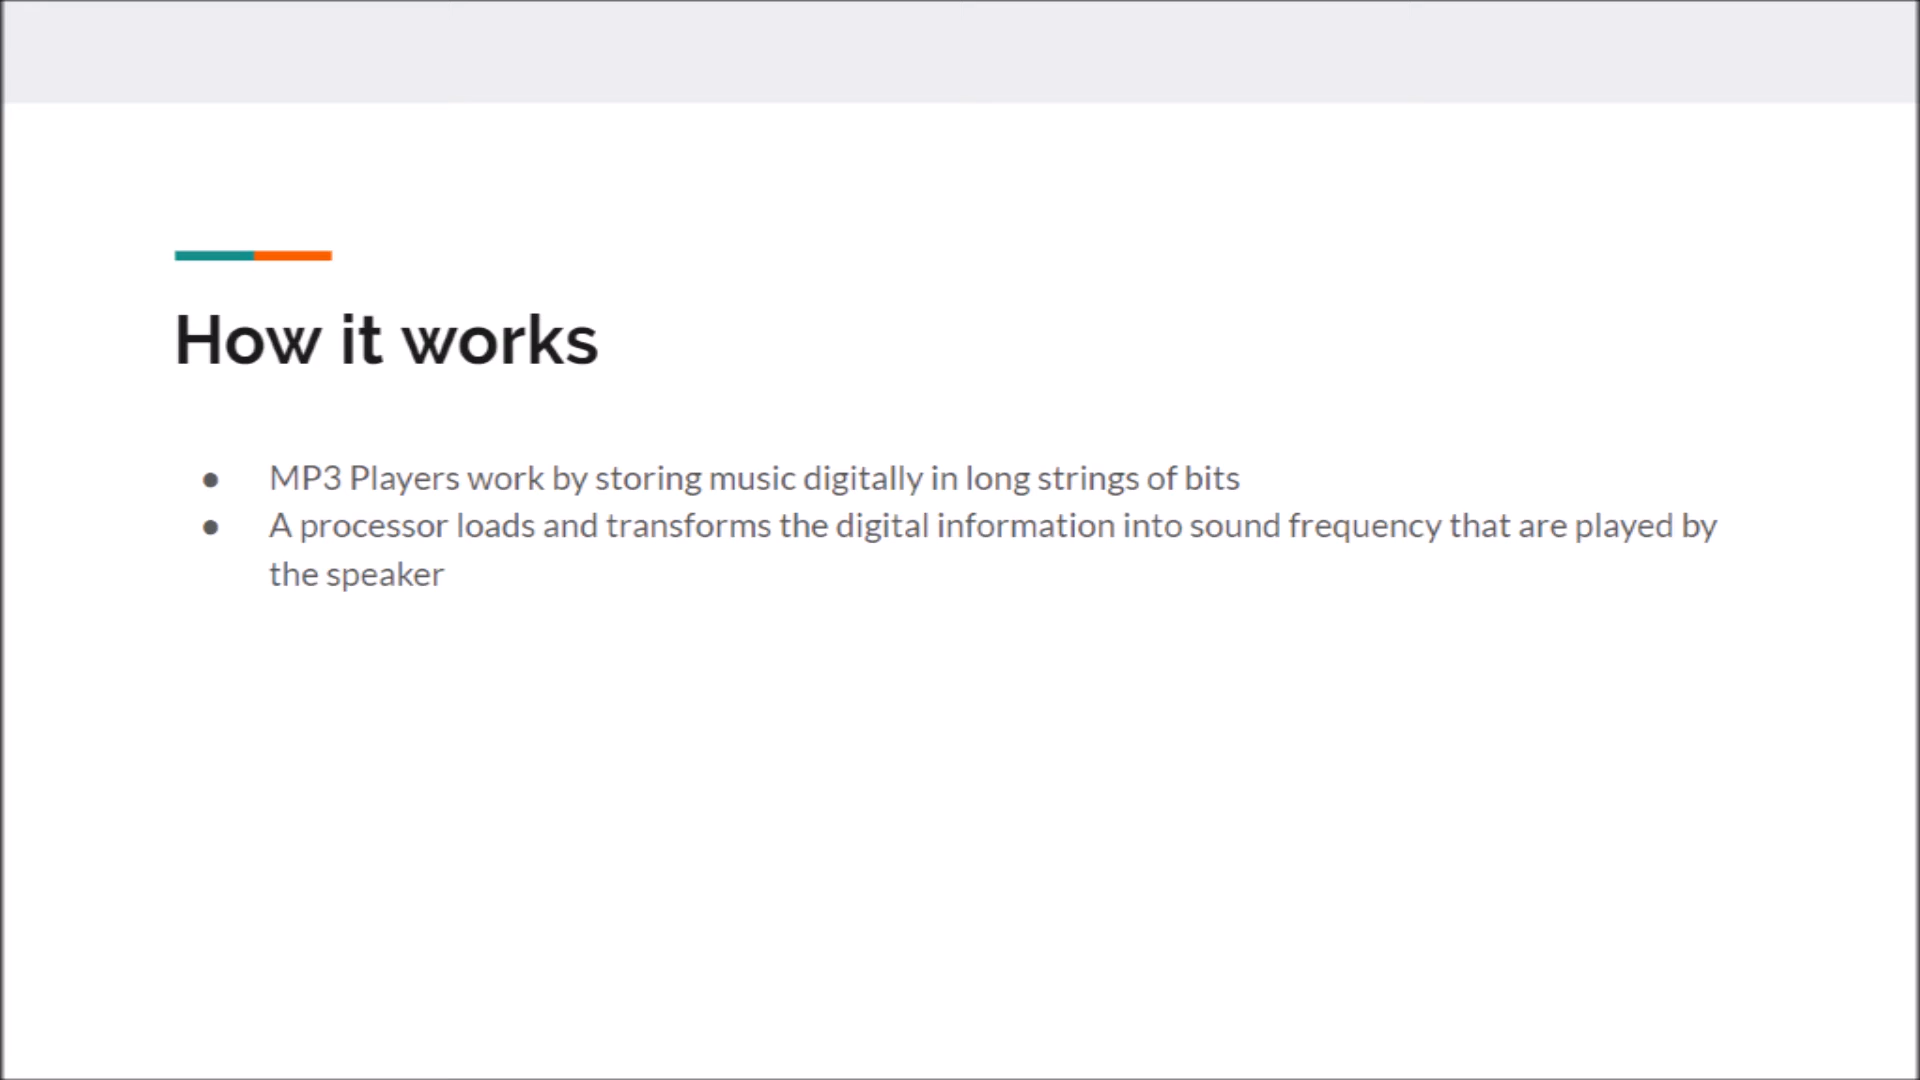 How it works
● MP3 Players work by storing music digitally in long strings of bits
● A processor loads and transforms the digital information into sound frequency that are played by
the speaker